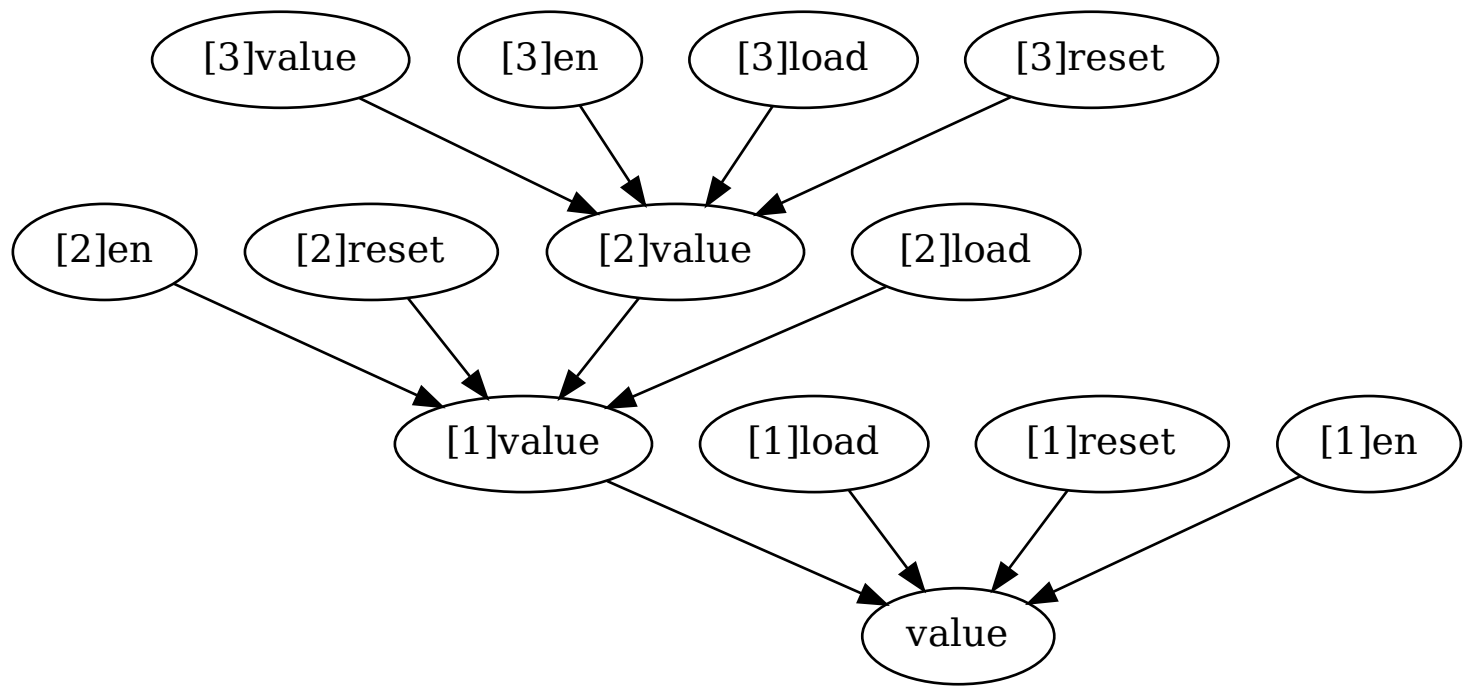 [3]value
[3]en
[3]load
[3]reset
[2]en
[2]reset
[2]value
[2]load
[1]value
[1]load
[1]reset
[1]en
value